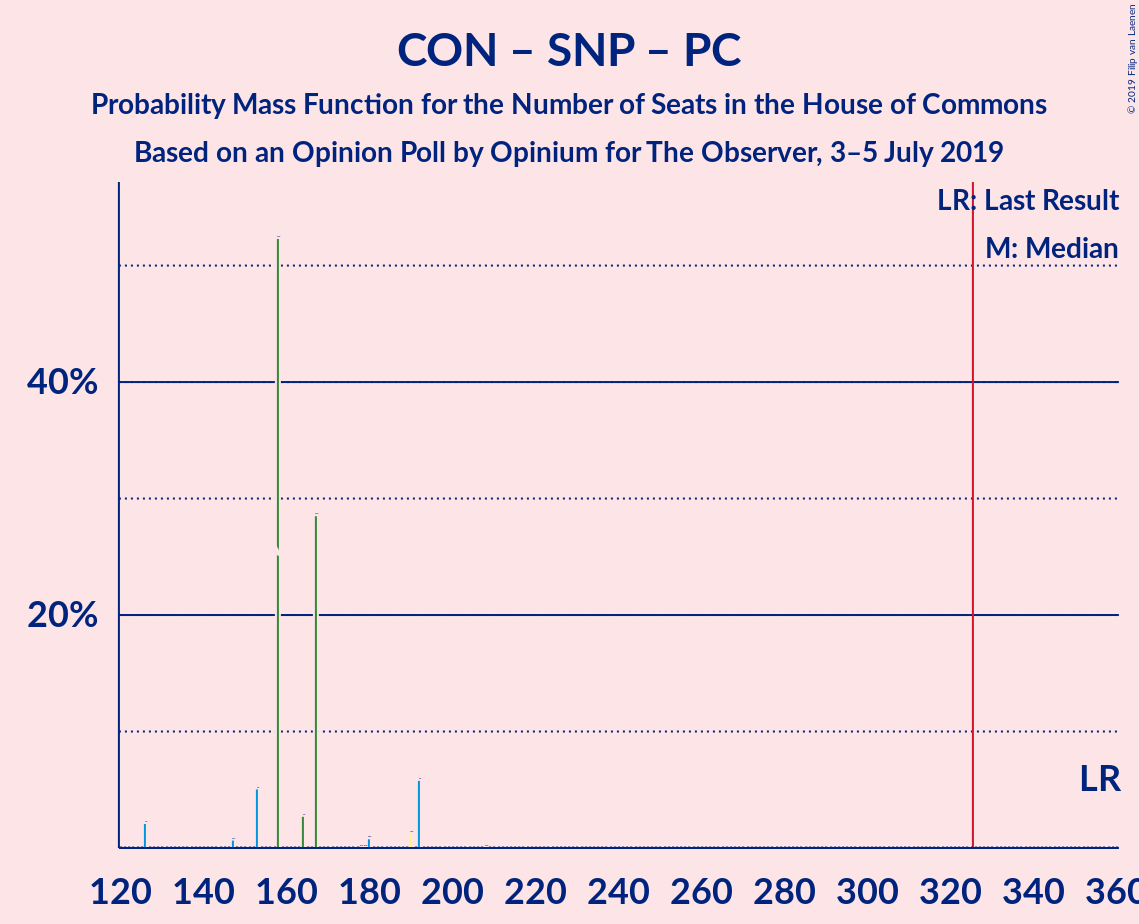 CON – SNP – PC
Probability Mass Function for the Number of Seats in the House of Commons
Based on an Opinion Poll by Opinium for The Observer, 3–5 July 2019
© 2019 Filip van Laenen
LR: Last Result
M: Median
40%
20%
LR
120 140 160 180 200 220 240 260 280 300 320 340 360